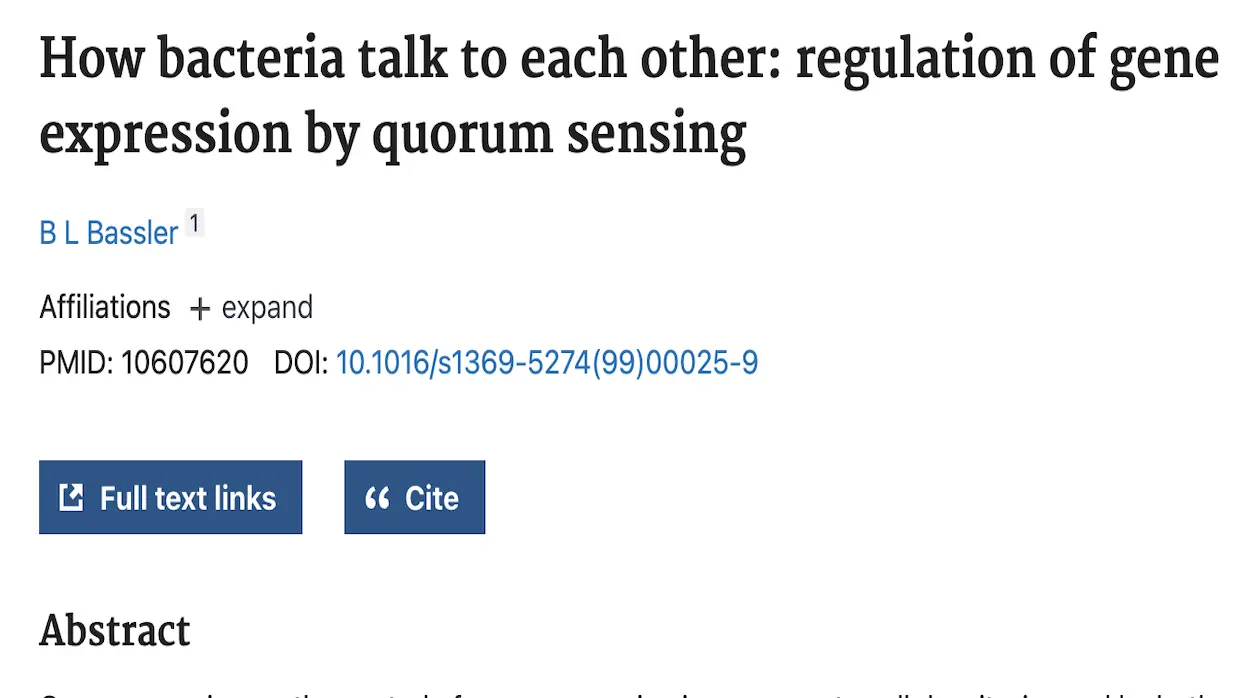 How bacteria talk to each other: regulation of gene
expression by quorum sensing
B L Bassler 1
Affiliations + expand
PMID: 10607620 DOI: 10.1016/s1369-5274(99)00025-9
Full text links “ Cite
Abstract